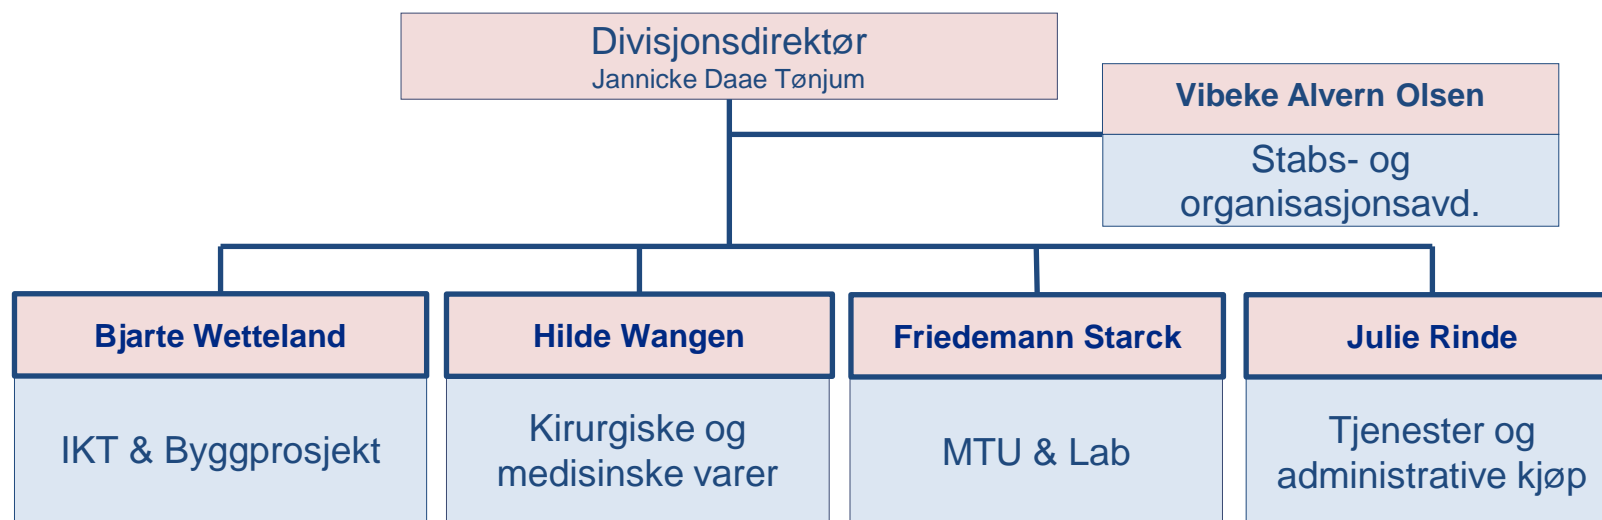 Divisjonsdirektør
Jannicke Daae Tønjum
Vibeke Alvern Olsen
Stabs- og
organisasjonsavd.
Bjarte Wetteland
IKT & Byggprosjekt
Hilde Wangen
Kirurgiske og
medisinske varer
Friedemann Starck
MTU & Lab
Julie Rinde
Tjenester og
administrative kjøp